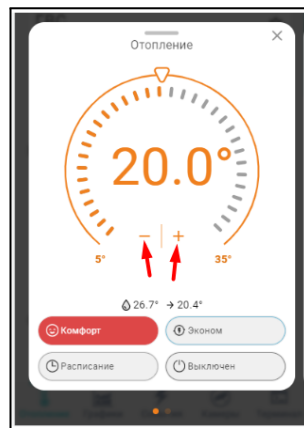 Отопление
20.0°
− | +
5° 35°
26.7° → 20.4°
Комфорт Эконом
Расписание Выключен